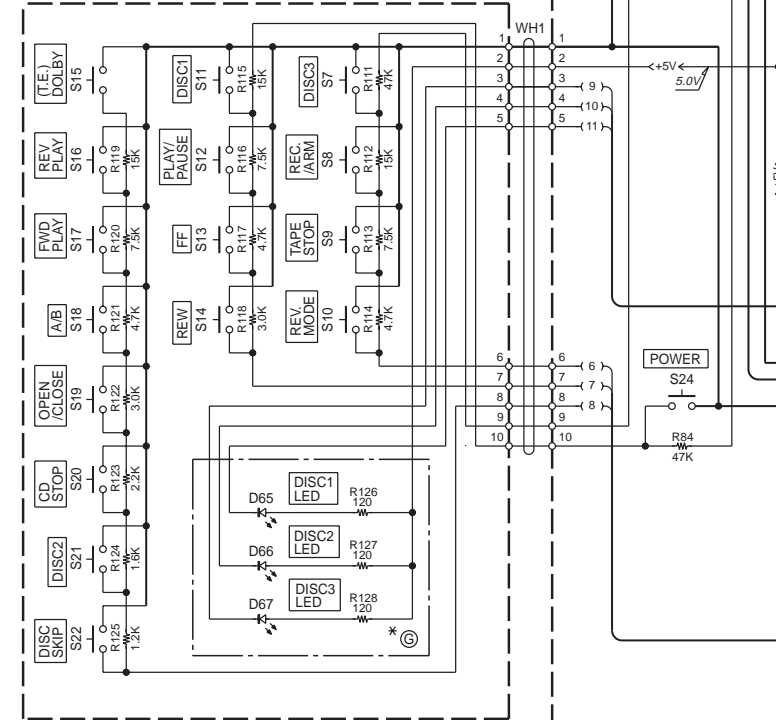 WH1
1 1
2 2
3 3
4 4
5 5
<+5V<
5.0V
9
10
11
(T.E.)
DOLBY
S15
DISC1
S11
R115
15K
DISC3
S7
R111
47K
REV.
PLAY
S16
R119
15K
PLAY/
PAUSE
S12
R116
7.5K
REC.
/ARM
S8
R112
15K
FWD
PLAY
S17
R120
7.5K
FF
S13
R117
4.7K
TAPE
STOP
S9
R113
7.5K
A/B
S18
R121
4.7K
REW
S14
R118
3.0K
REV.
MODE
S10
R114
4.7K
6 6 6
7 7 7
8 8 8
9 9
10 10
POWER
S24
R84
47K
OPEN
/CLOSE
S19
R122
3.0K
CD
STOP
S20
R123
2.2K
DISC2
S21
R124
1.6K
DISC
SKIP
S22
R125
1.2K
D65
DISC1
LED
R126
120
D66
DISC2
LED
R127
120
D67
DISC3
LED
R128
120
* G